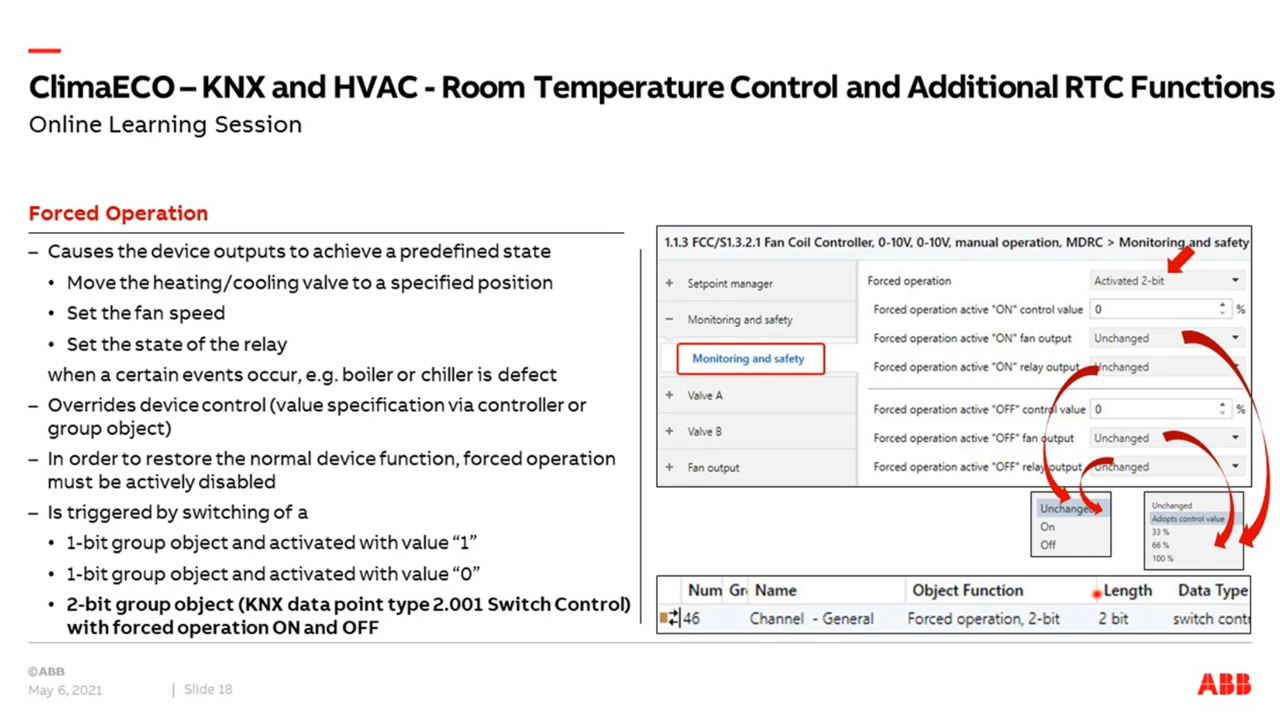 ClimaECO – KNX and HVAC - Room Temperature Control and Additional RTC Functions
Online Learning Session
Forced Operation
– Causes the device outputs to achieve a predefined state
• Move the heating/cooling valve to a specified position
• Set the fan speed
• Set the state of the relay
when a certain events occur, e.g. boiler or chiller is defect
– Overrides device control (value specification via controller or
group object)
– In order to restore the normal device function, forced operation
must be actively disabled
– Is triggered by switching of a
• 1-bit group object and activated with value “1”
• 1-bit group object and activated with value “0”
• 2-bit group object (KNX data point type 2.001 Switch Control)
with forced operation ON and OFF
1.1.3 FCC/S1.3.2.1 Fan Coil Controller, 0-10V, 0-10V, manual operation, MDRC > Monitoring and safety
+ Setpoint manager
– Monitoring and safety
Monitoring and safety
+ Valve A
+ Valve B
+ Fan output
Forced operation Activated 2-bit
Forced operation active "ON" control value 0 %
Forced operation active "ON" fan output Unchanged
Forced operation active "ON" relay output Unchanged
Forced operation active "OFF" control value 0 %
Forced operation active "OFF" fan output Unchanged
Forced operation active "OFF" relay output Unchanged
Unchanged
On
Off
Unchanged
Adopts control value
33 %
66 %
100 %
Num Gr Name Object Function Length Data Type
46 Channel - General Forced operation, 2-bit 2 bit switch contr
©ABB
May 6, 2021 | Slide 18
ABB